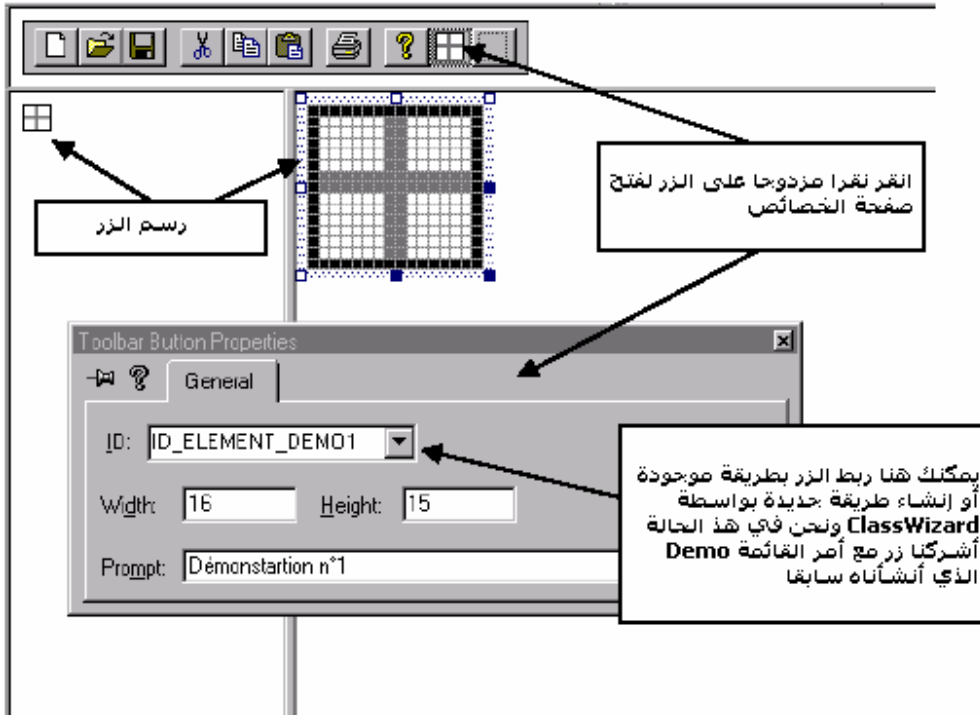 انقر نقرا مزدوجا على الزر لفتح
صفحة الخصائص
رسم الزر
Toolbar Button Properties
General
ID: ID_ELEMENT_DEMO1
Width: 16 Height: 15
Prompt: Démonstartion n°1
يمكنك هنا ربط الزر بطريقة موجودة
أو إنشاء طريقة جديدة بواسطة
ClassWizard ونحن في هذ الحالة
أشركنا زر مع أمر القائمة Demo
الذي أنشأناه سابقا